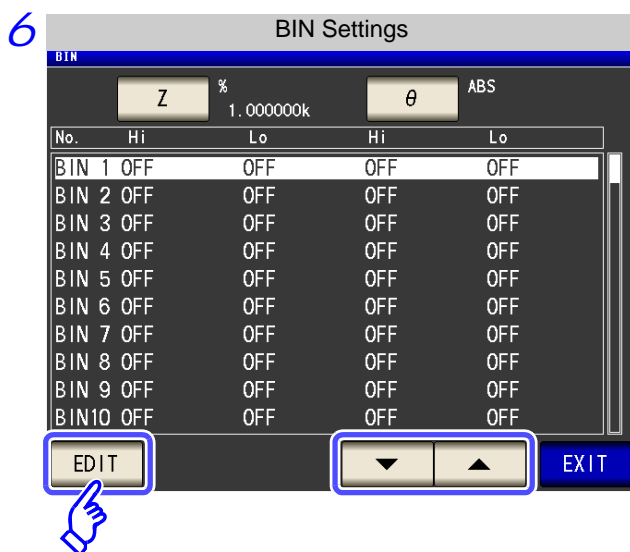 6
BIN Settings
BIN
Z % 1.000000k θ ABS
No. Hi Lo Hi Lo
BIN 1 OFF OFF OFF OFF
BIN 2 OFF OFF OFF OFF
BIN 3 OFF OFF OFF OFF
BIN 4 OFF OFF OFF OFF
BIN 5 OFF OFF OFF OFF
BIN 6 OFF OFF OFF OFF
BIN 7 OFF OFF OFF OFF
BIN 8 OFF OFF OFF OFF
BIN 9 OFF OFF OFF OFF
BIN10 OFF OFF OFF OFF
EDIT ▼ ▲ EXIT